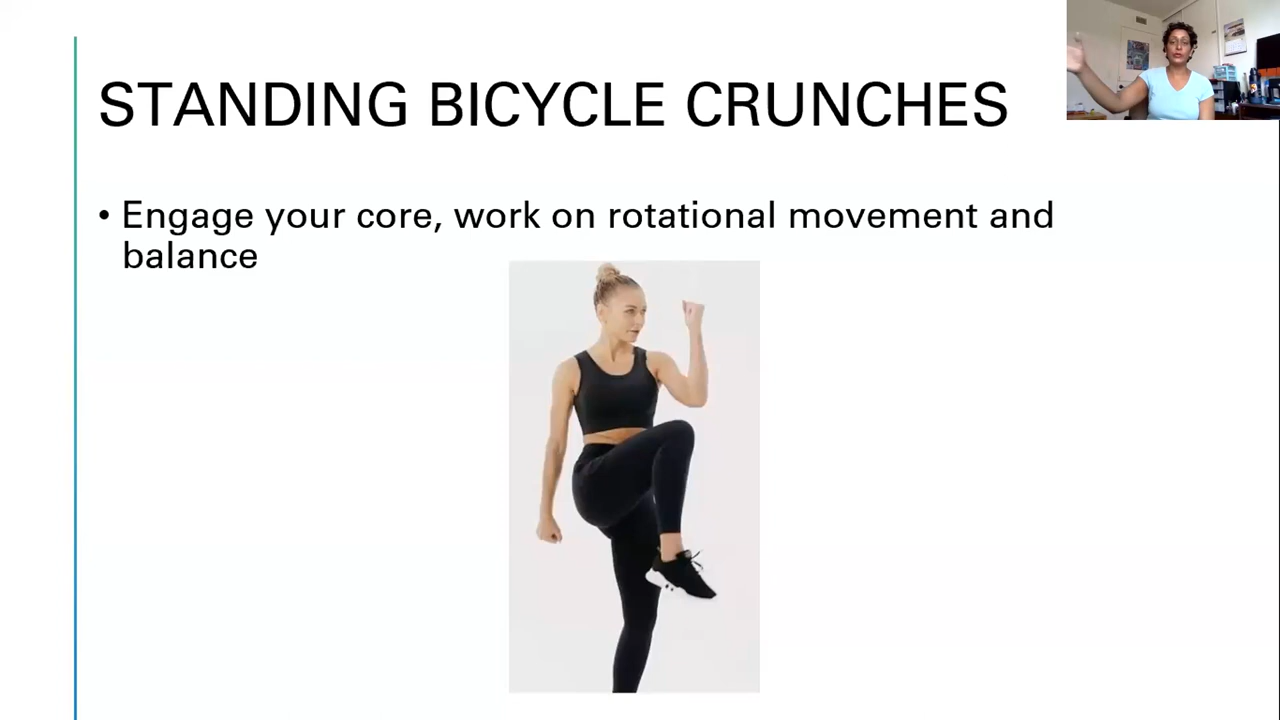 STANDING BICYCLE CRUNCHES
• Engage your core, work on rotational movement and
balance